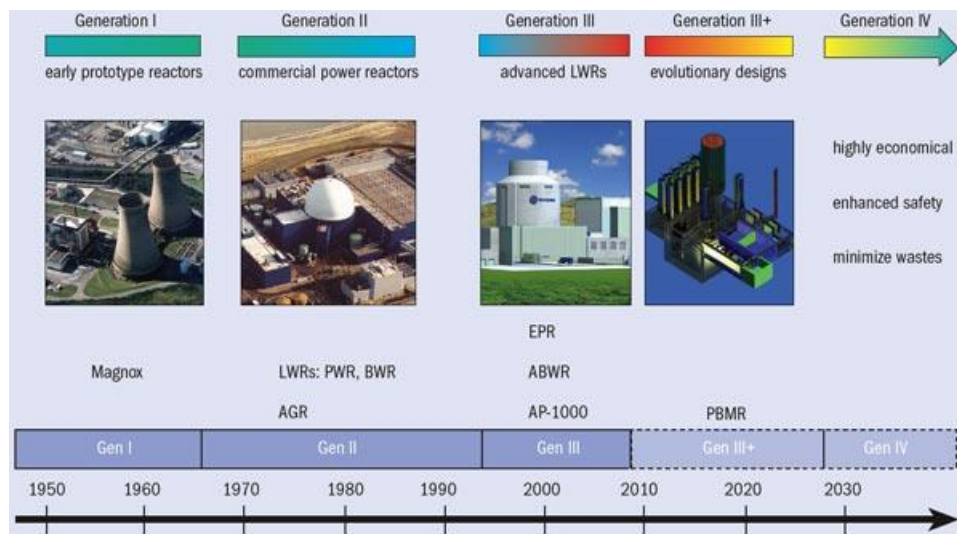 Generation I
Generation II
Generation III
Generation III+
Generation IV
early prototype reactors
commercial power reactors
advanced LWRs
evolutionary designs
highly economical
enhanced safety
minimize wastes
EPR
Magnox
LWRs: PWR, BWR
ABWR
AGR
AP-1000
PBMR
Gen I
Gen II
Gen III
Gen III+
Gen IV
1950
1960
1970
1980
1990
2000
2010
2020
2030